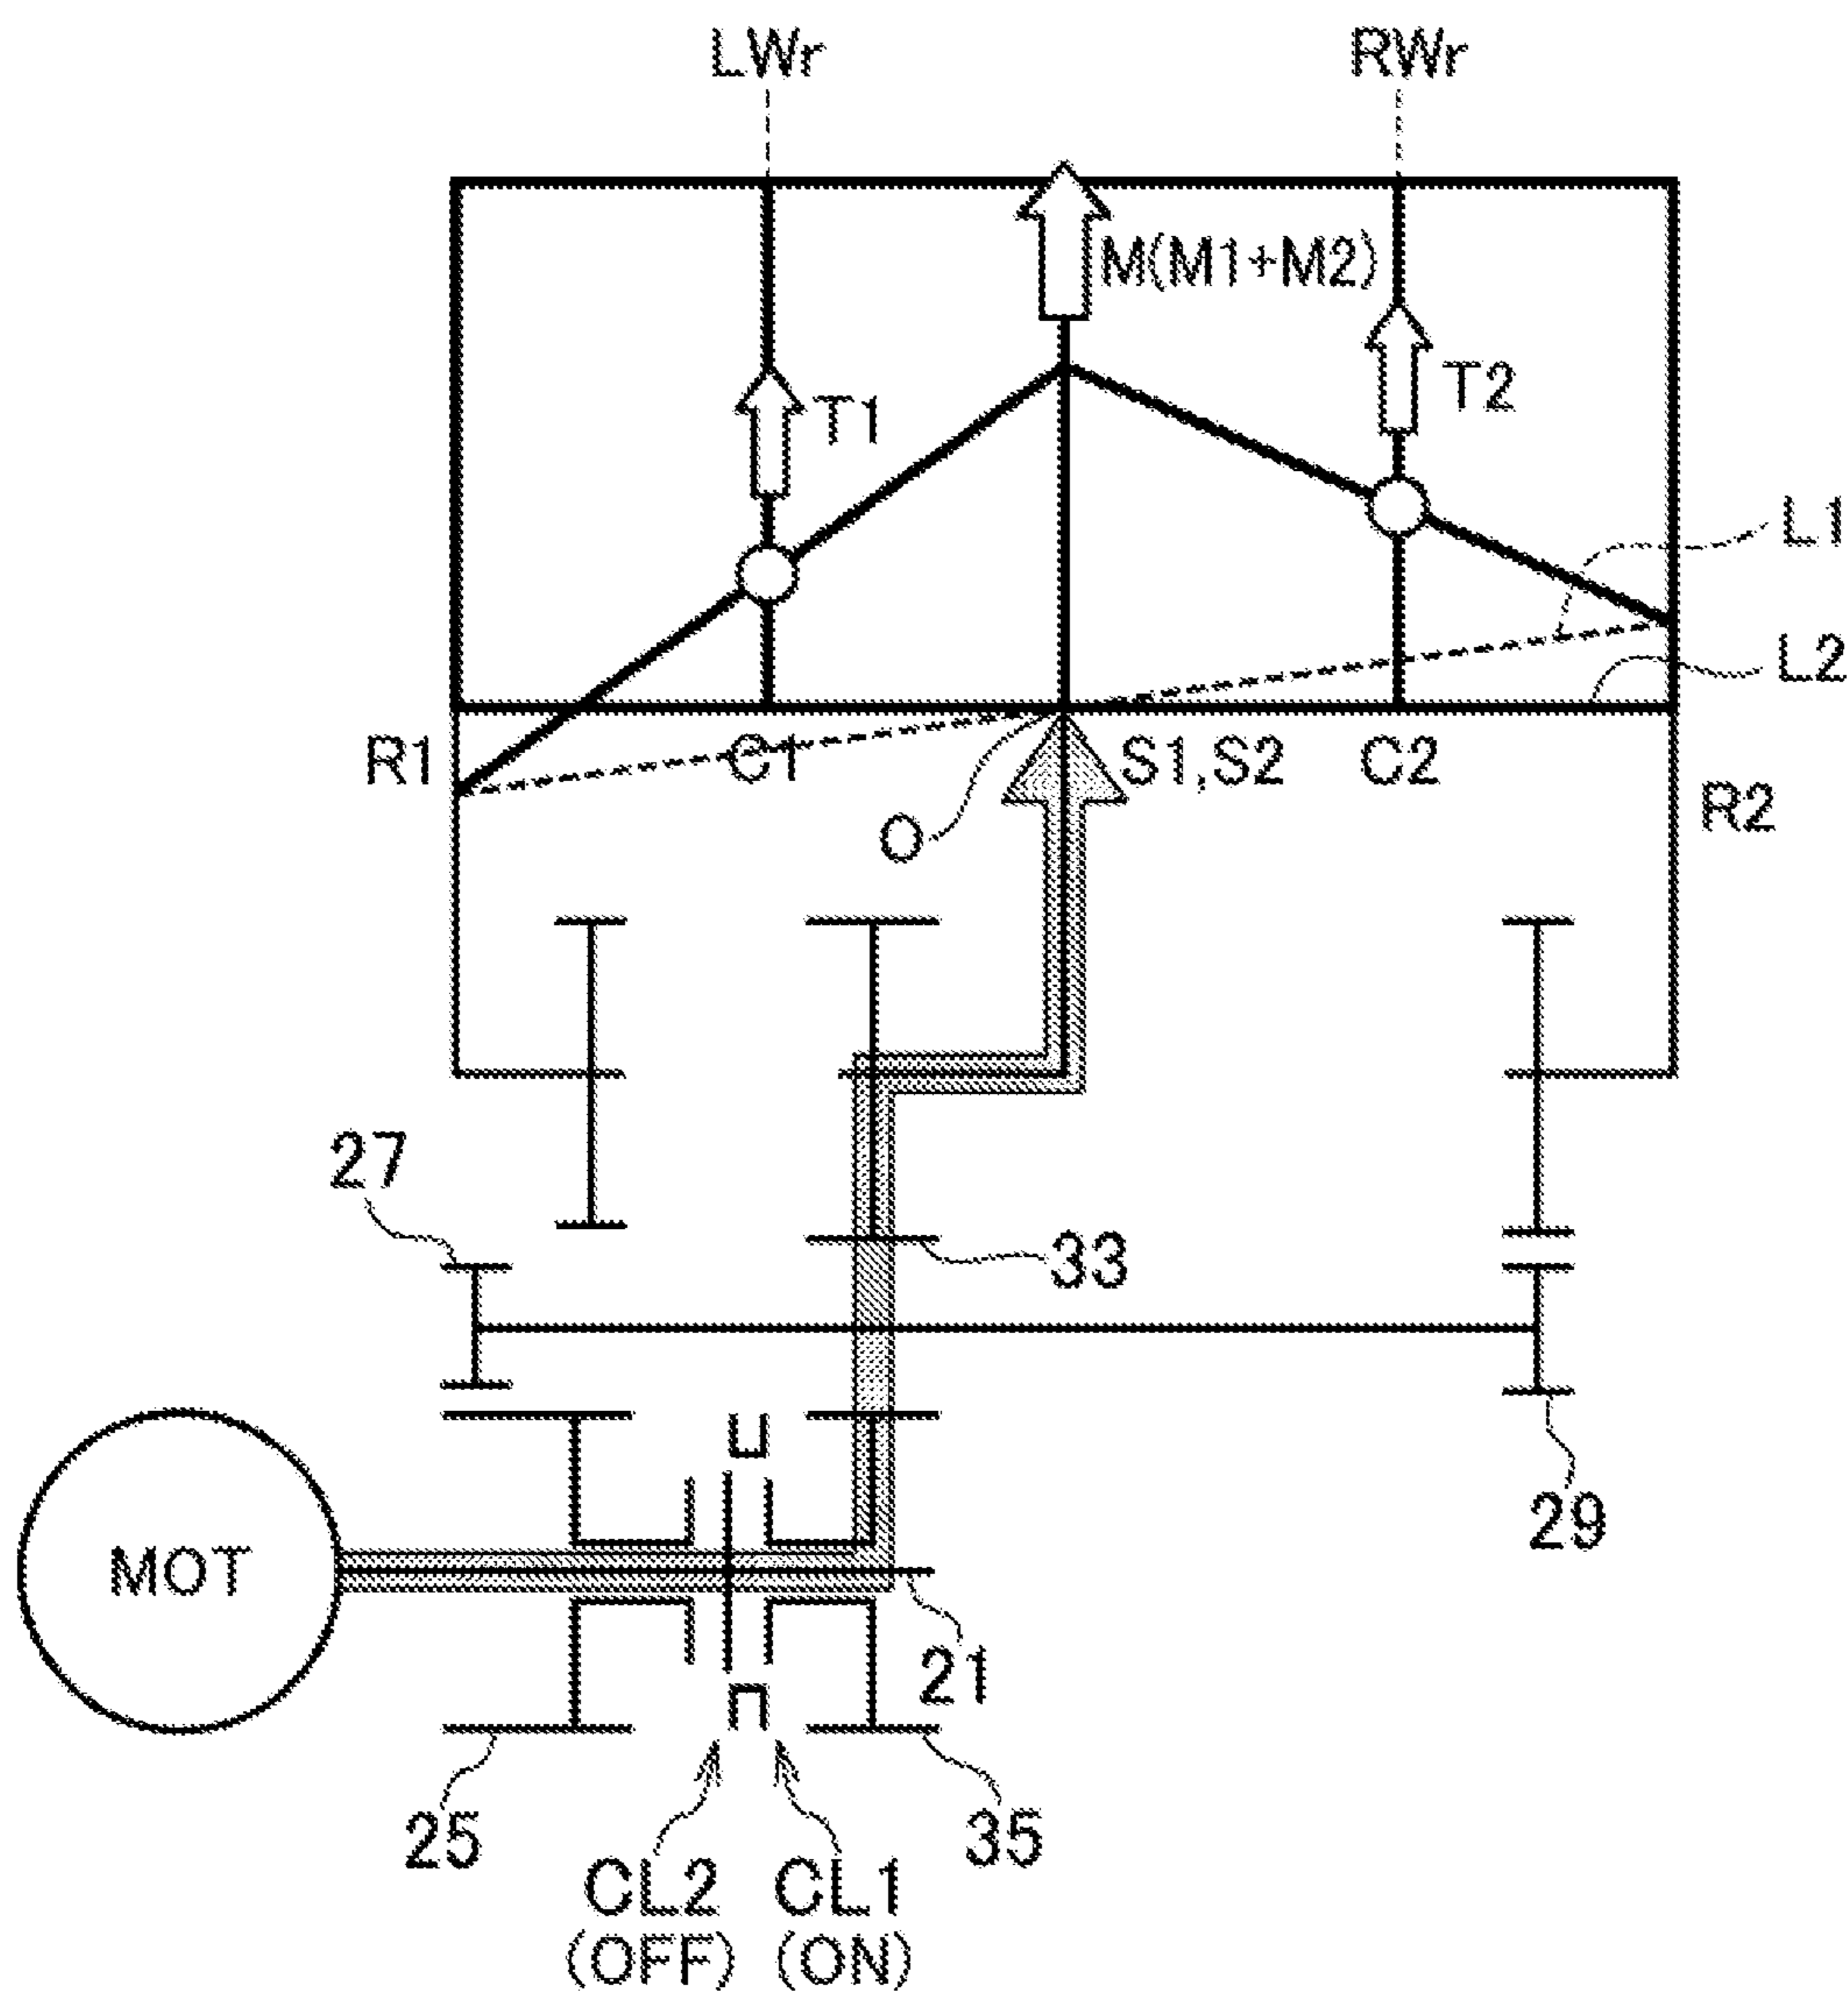 LWr RWr
M(M1+M2)
T1 T2
L1
L2
R1 C1 S1,S2 C2
R2
O
27
33
29
MOT
21
25 35
CL2 CL1
(OFF) (ON)